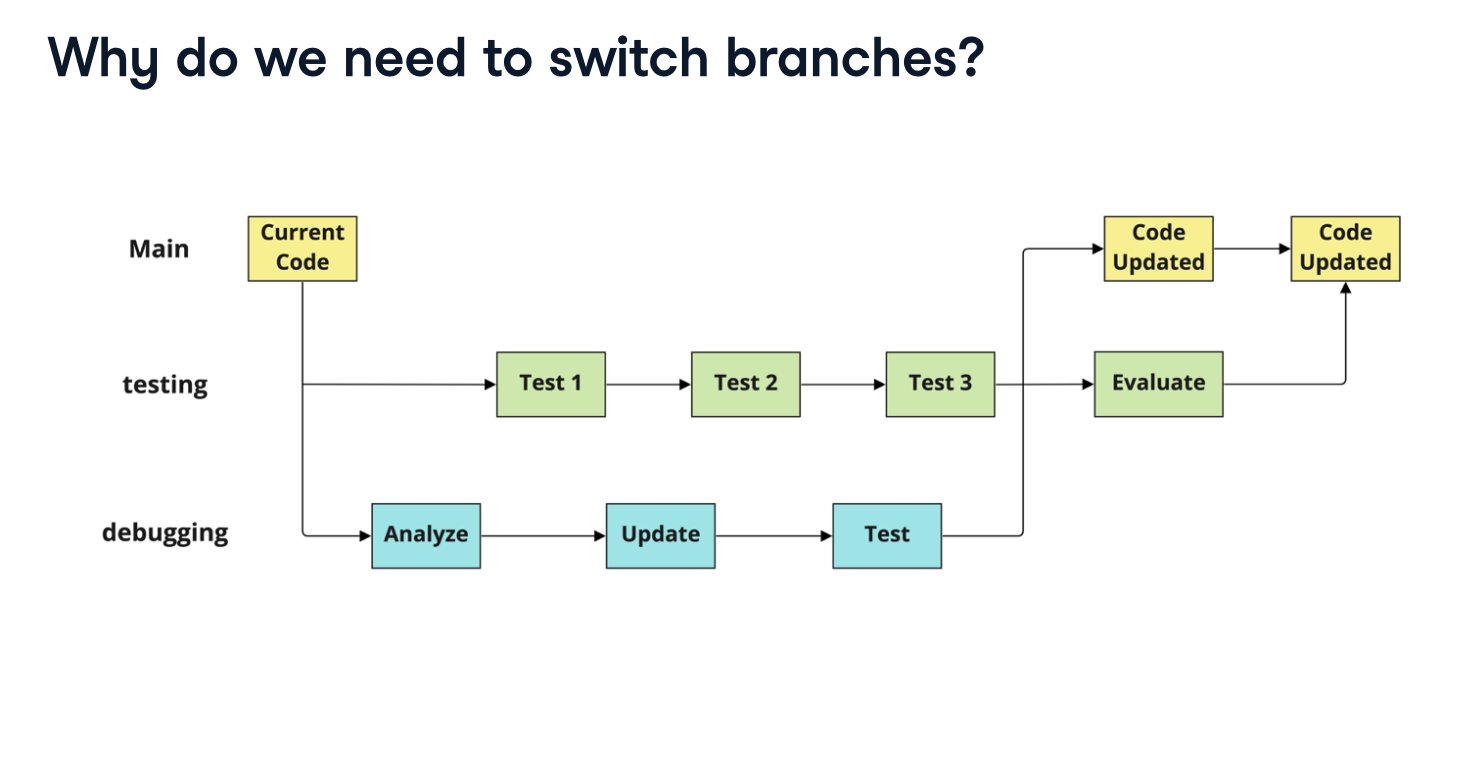 Why do we need to switch branches?
Main
Current
Code
Code
Updated
Code
Updated
testing
Test 1
Test 2
Test 3
Evaluate
debugging
Analyze
Update
Test